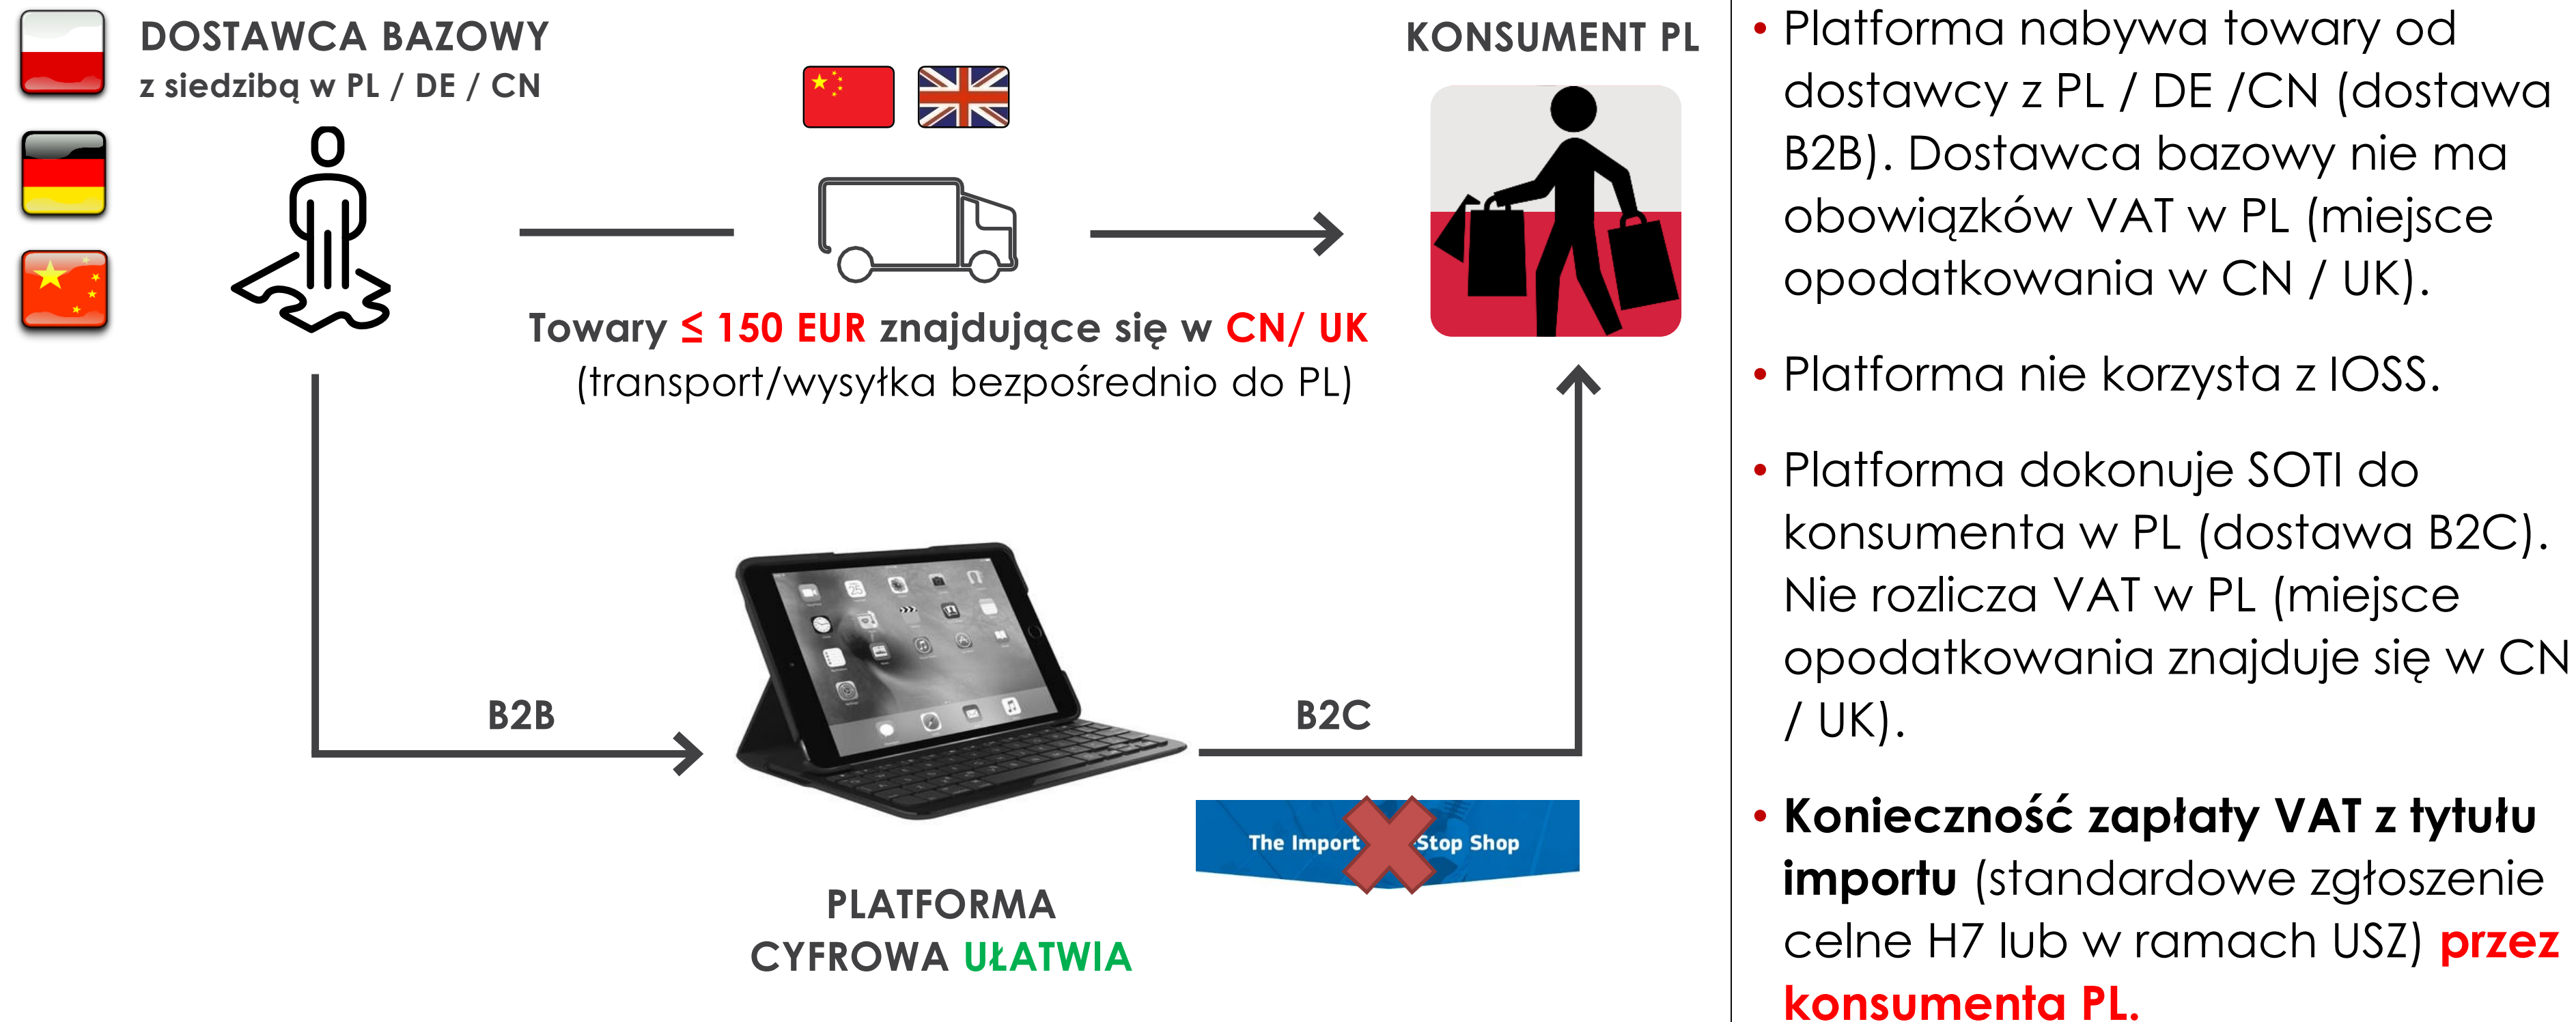 DOSTAWCA BAZOWY
z siedzibą w PL / DE / CN
KONSUMENT PL
Towary ≤ 150 EUR znajdujące się w CN/ UK
(transport/wysyłka bezpośrednio do PL)
B2B
B2C
The Import
Stop Shop
PLATFORMA
CYFROWA UŁATWIA
• Platforma nabywa towary od
dostawcy z PL / DE /CN (dostawa
B2B). Dostawca bazowy nie ma
obowiązków VAT w PL (miejsce
opodatkowania w CN / UK).
• Platforma nie korzysta z IOSS.
• Platforma dokonuje SOTI do
konsumenta w PL (dostawa B2C).
Nie rozlicza VAT w PL (miejsce
opodatkowania znajduje się w CN
/ UK).
• Konieczność zapłaty VAT z tytułu
importu (standardowe zgłoszenie
celne H7 lub w ramach USZ) przez
konsumenta PL.